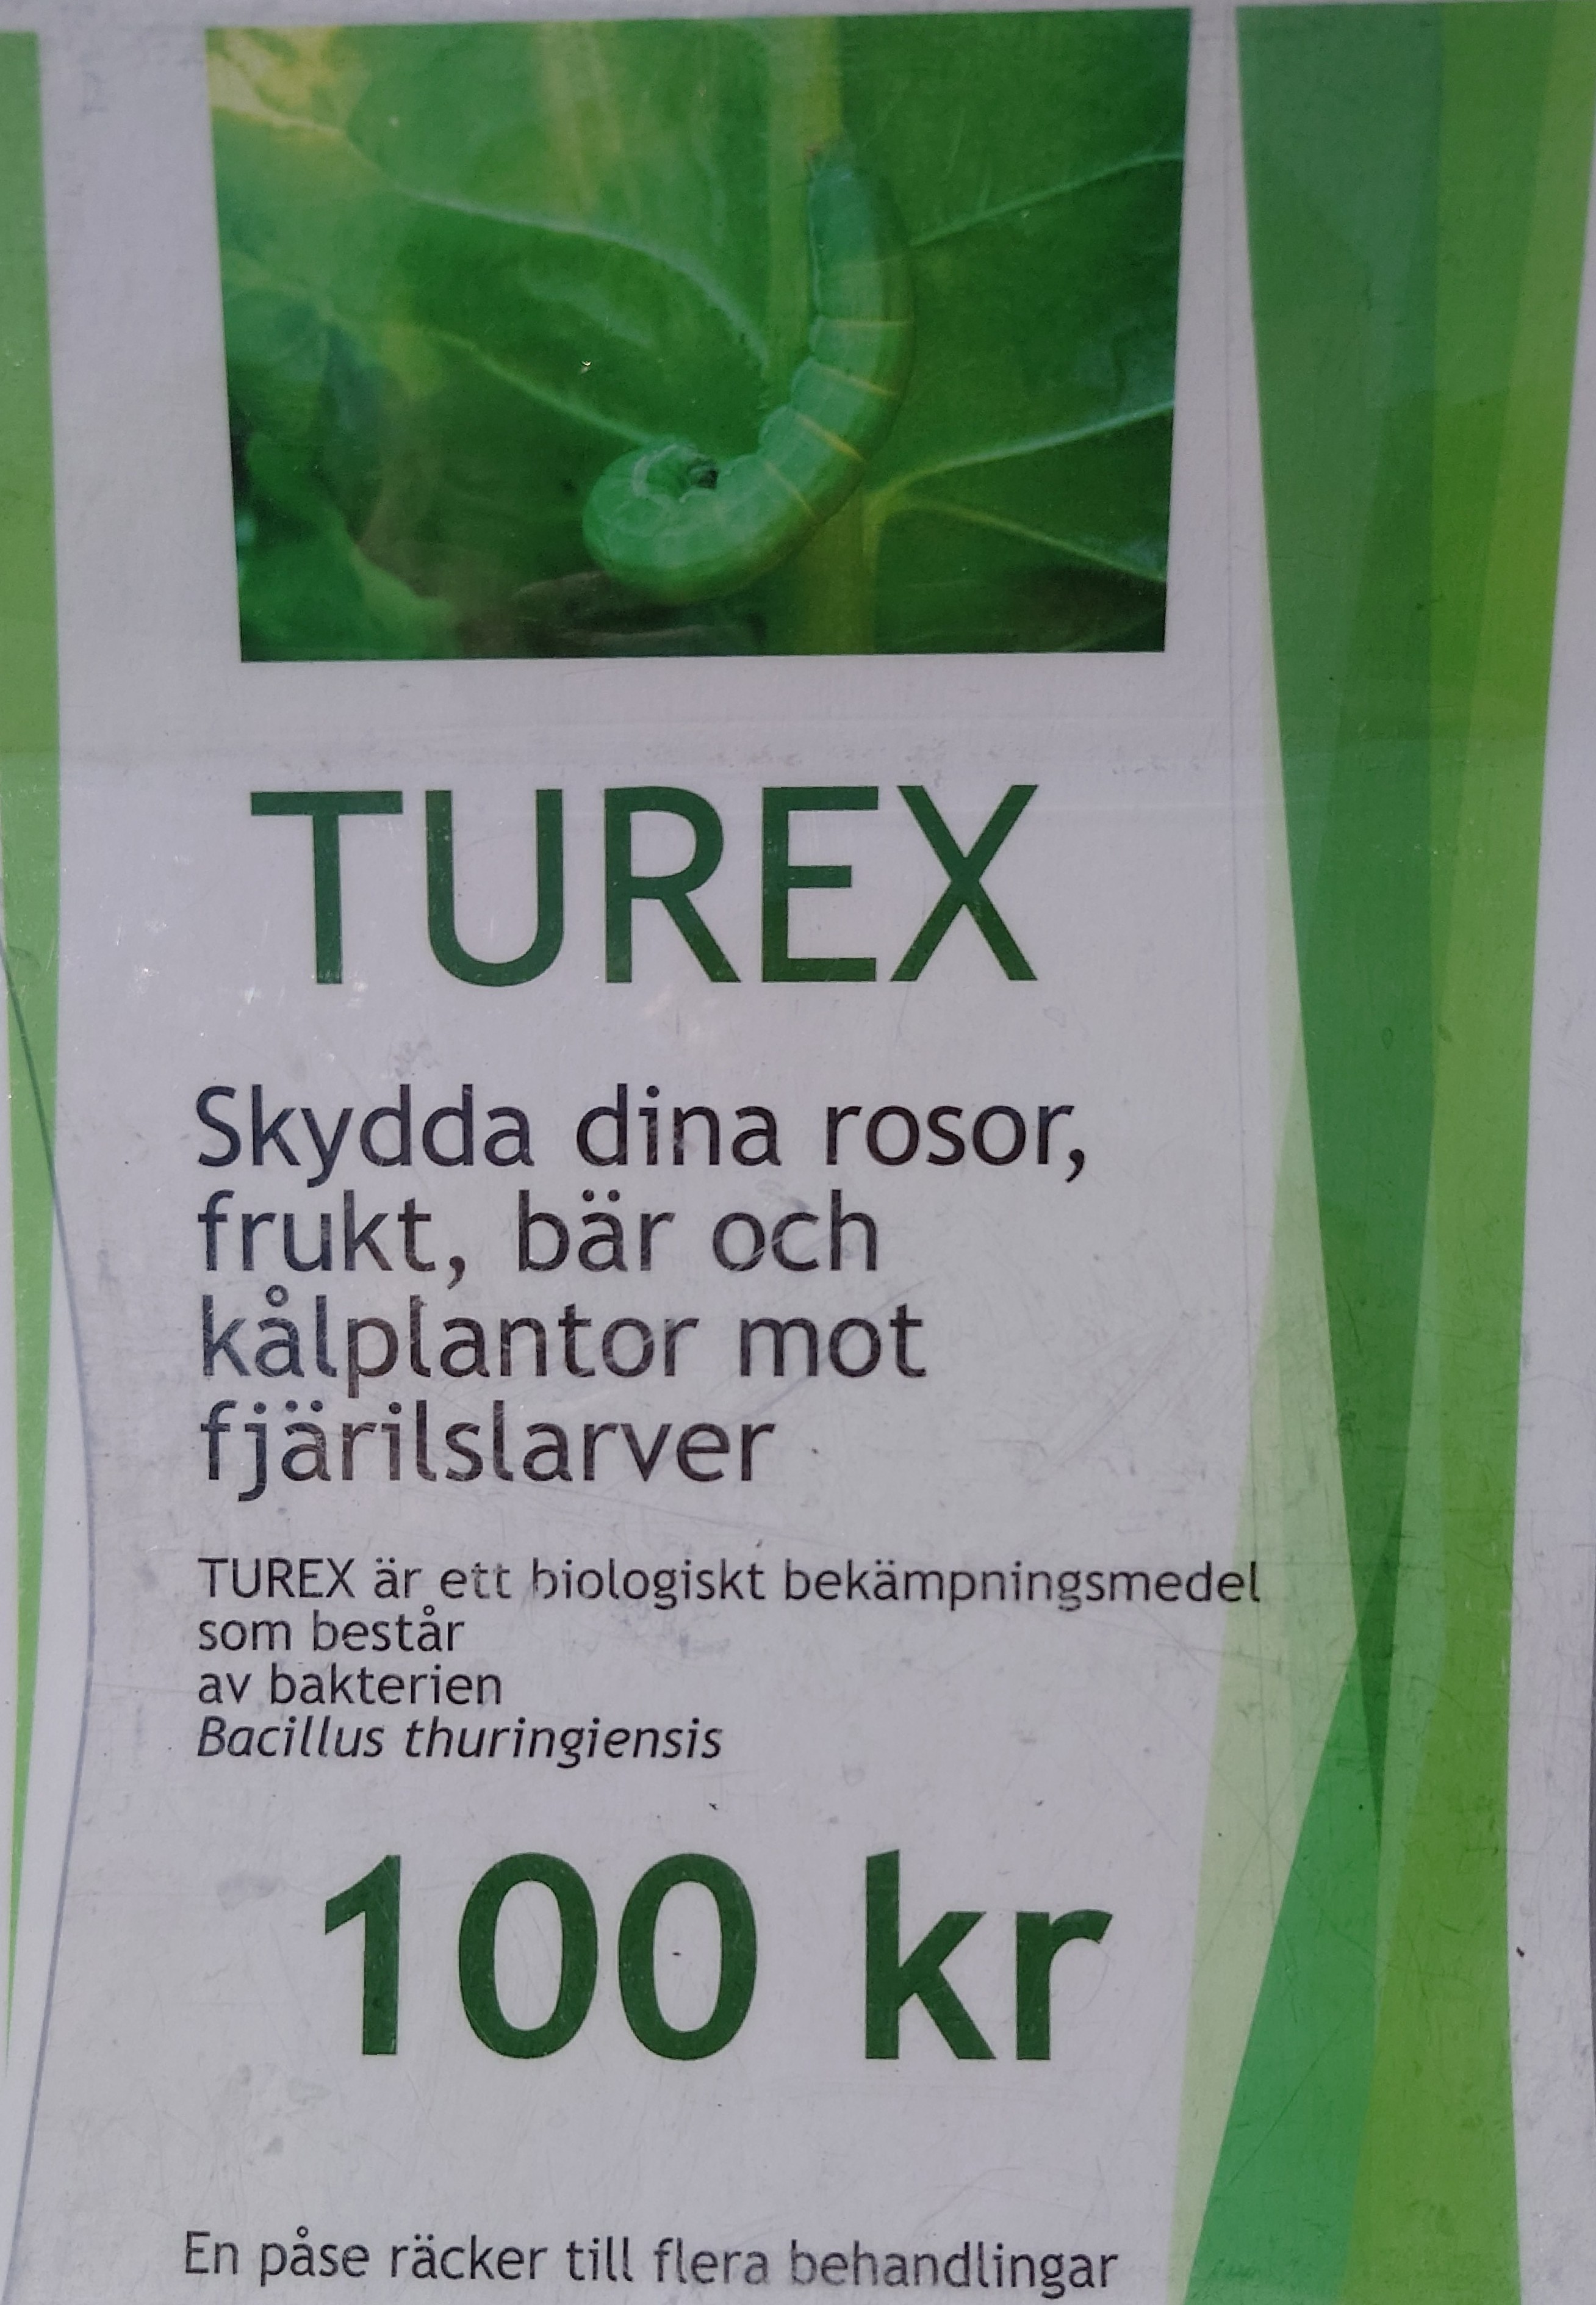 TUREX
Skydda dina rosor,
frukt, bär och
kålplantor mot
fjärilslarver
TUREX är ett biologiskt bekämpningsmedel
som består
av bakterien
Bacillus thuringiensis
100 kr
En påse räcker till flera behandlingar